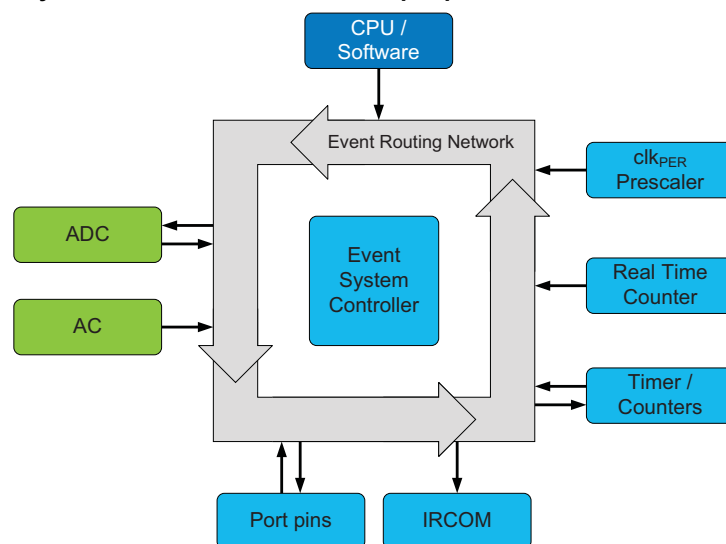 CPU /
Software
Event Routing Network
clkPER
Prescaler
ADC
Event
System
Controller
Real Time
Counter
AC
Timer /
Counters
Port pins
IRCOM